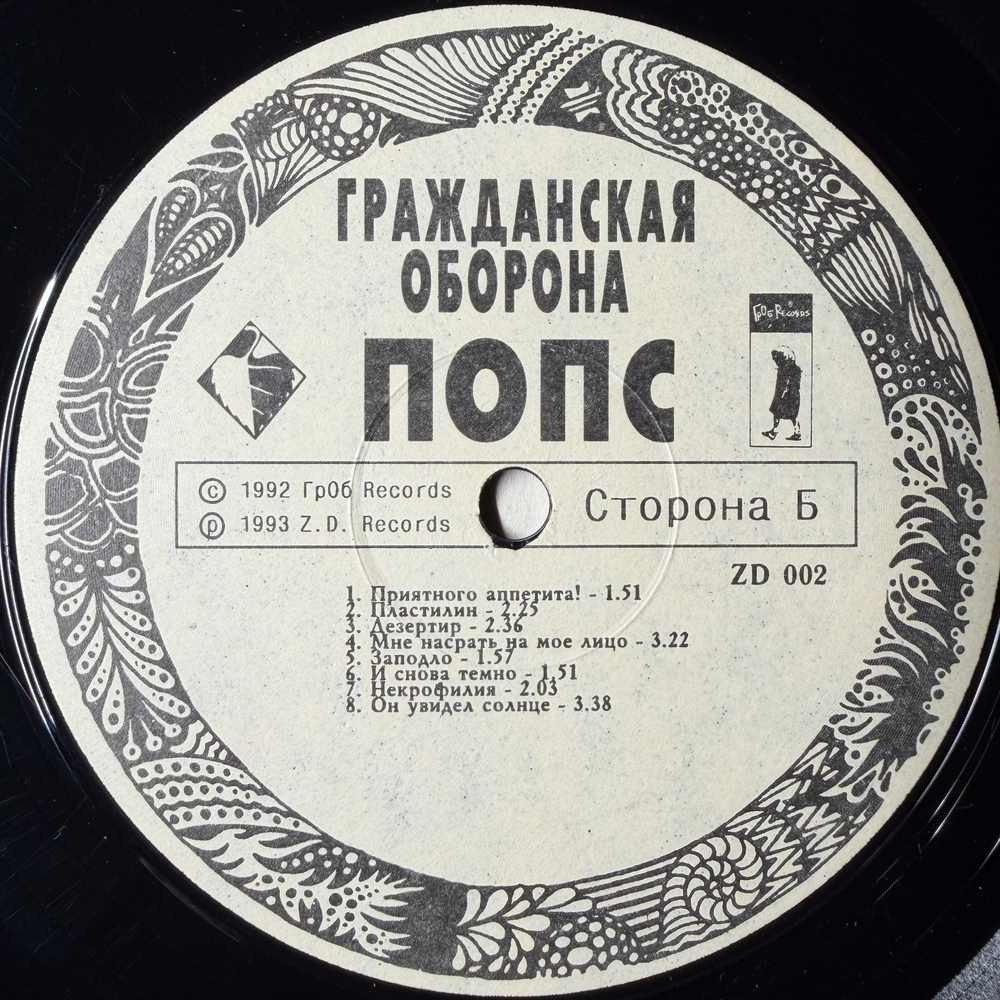 ГРАЖДАНСКАЯ
ОБОРОНА
ПОПС
ГрОб Records
© 1992 ГрОб Records
℗ 1993 Z.D. Records
Сторона Б
ZD 002
1. Приятного аппетита! - 1.51
2. Пластилин - 2.25
3. Дезертир - 2.36
4. Мне насрать на мое лицо - 3.22
5. Заподло - 1.57
6. И снова темно - 1.51
7. Некрофилия - 2.03
8. Он увидел солнце - 3.38